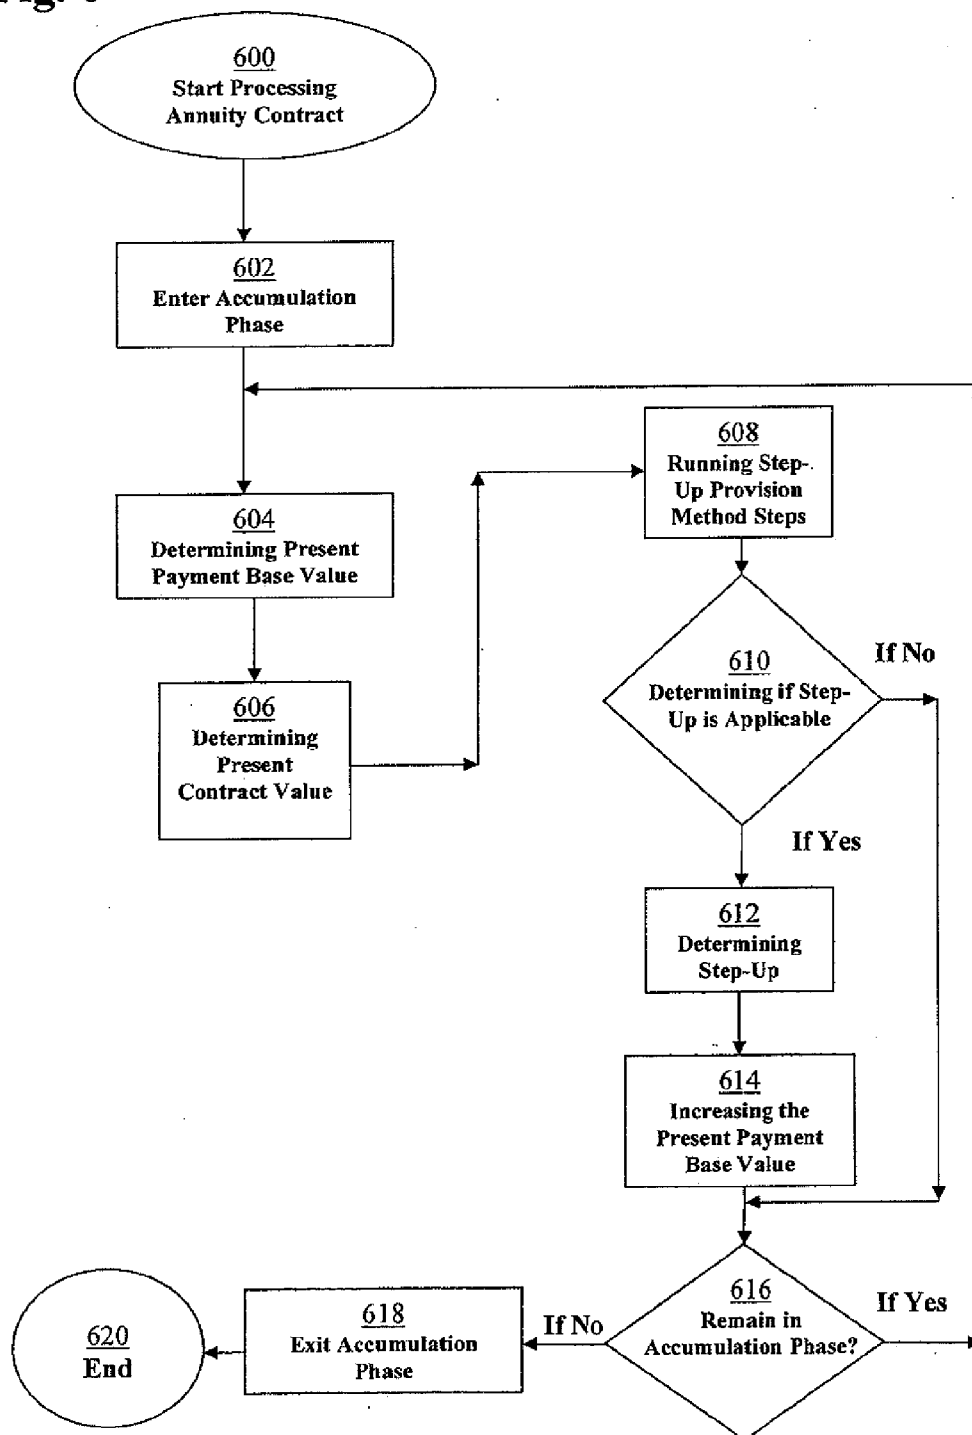 600
Start Processing
Annuity Contract
602
Enter Accumulation
Phase
604
Determining Present
Payment Base Value
606
Determining
Present
Contract Value
608
Running Step-
Up Provision
Method Steps
610
Determining if Step-
Up is Applicable
If No
If Yes
612
Determining
Step-Up
614
Increasing the
Present Payment
Base Value
616
Remain in
Accumulation Phase?
If Yes
If No
618
Exit Accumulation
Phase
620
End